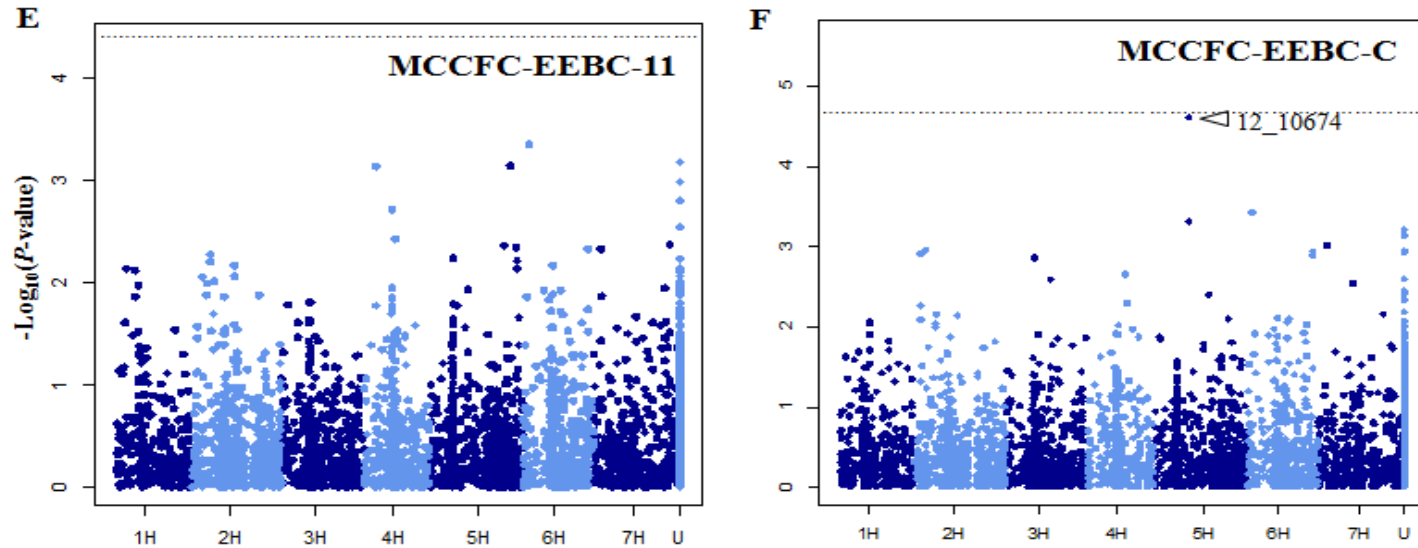 E
MCCFC-EEBC-11
-Log10(P-value)
4
3
2
1
0
1H 2H 3H 4H 5H 6H 7H U
F
MCCFC-EEBC-C
12_10674
5
4
3
2
1
0
1H 2H 3H 4H 5H 6H 7H U